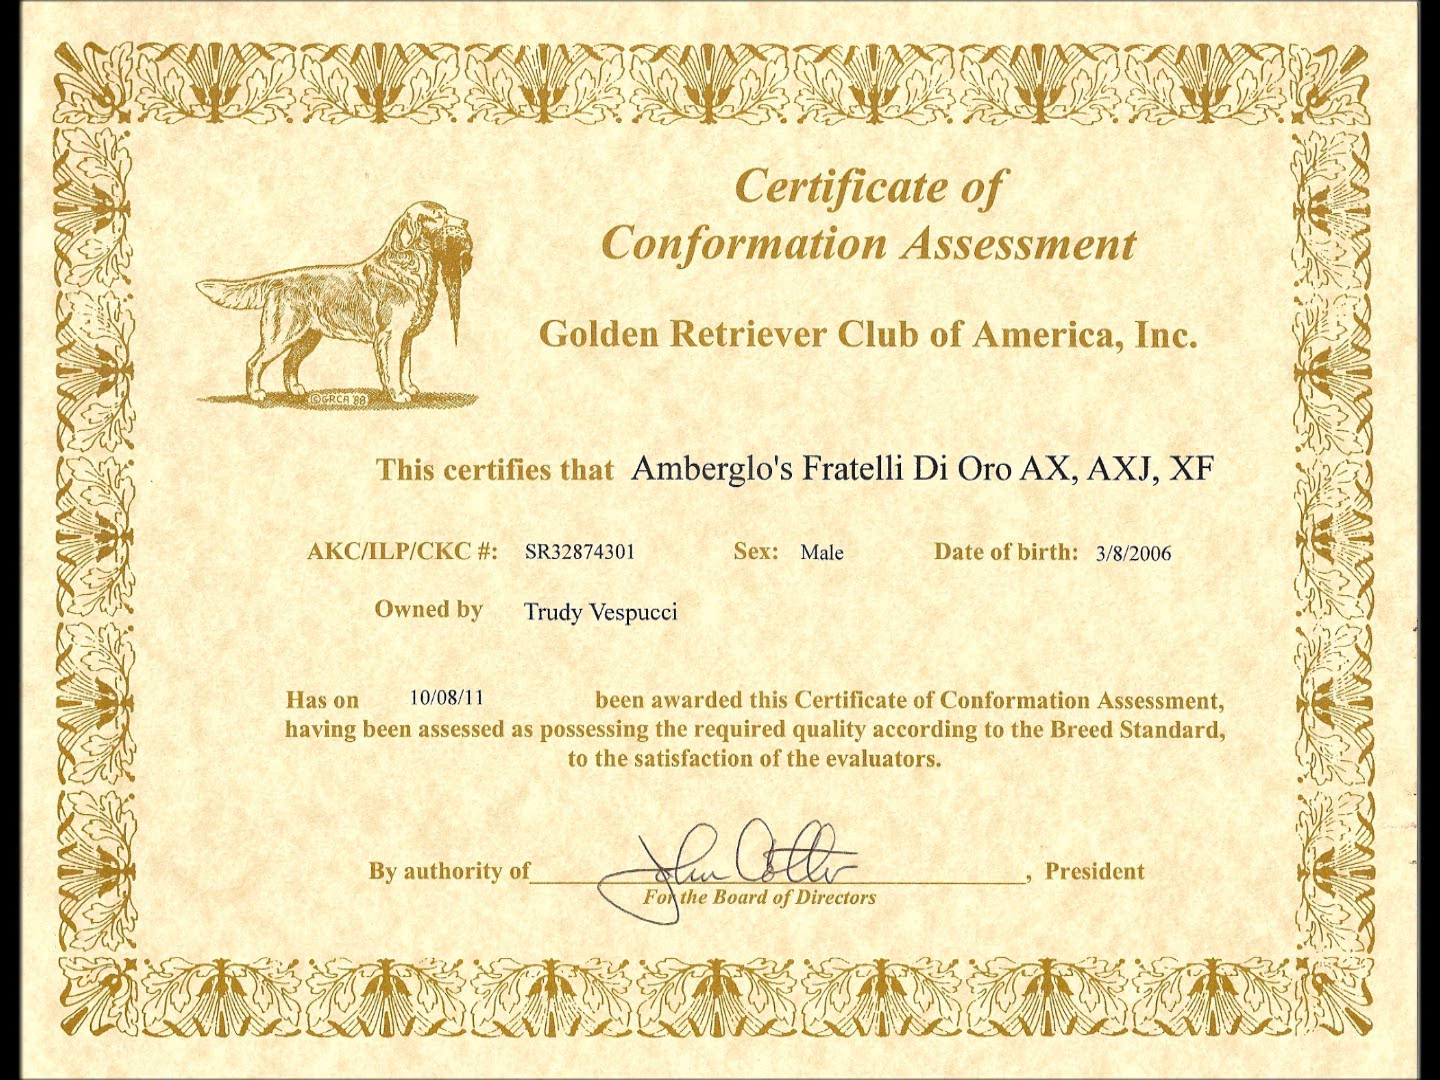 Certificate of
Conformation Assessment
Golden Retriever Club of America, Inc.
©GRCA '88
This certifies that Amberglo's Fratelli Di Oro AX, AXJ, XF
AKC/ILP/CKC #: SR32874301 Sex: Male Date of birth: 3/8/2006
Owned by Trudy Vespucci
Has on 10/08/11 been awarded this Certificate of Conformation Assessment,
having been assessed as possessing the required quality according to the Breed Standard,
to the satisfaction of the evaluators.
By authority of John Cotter, President
For the Board of Directors